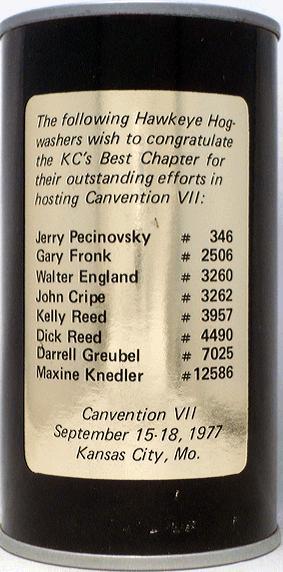 The following Hawkeye Hog-
washers wish to congratulate
the KC's Best Chapter for
their outstanding efforts in
hosting Canvention VII:
Jerry Pecinovsky # 346
Gary Fronk # 2506
Walter England # 3260
John Cripe # 3262
Kelly Reed # 3957
Dick Reed # 4490
Darrell Greubel # 7025
Maxine Knedler #12586
Canvention VII
September 15-18, 1977
Kansas City, Mo.